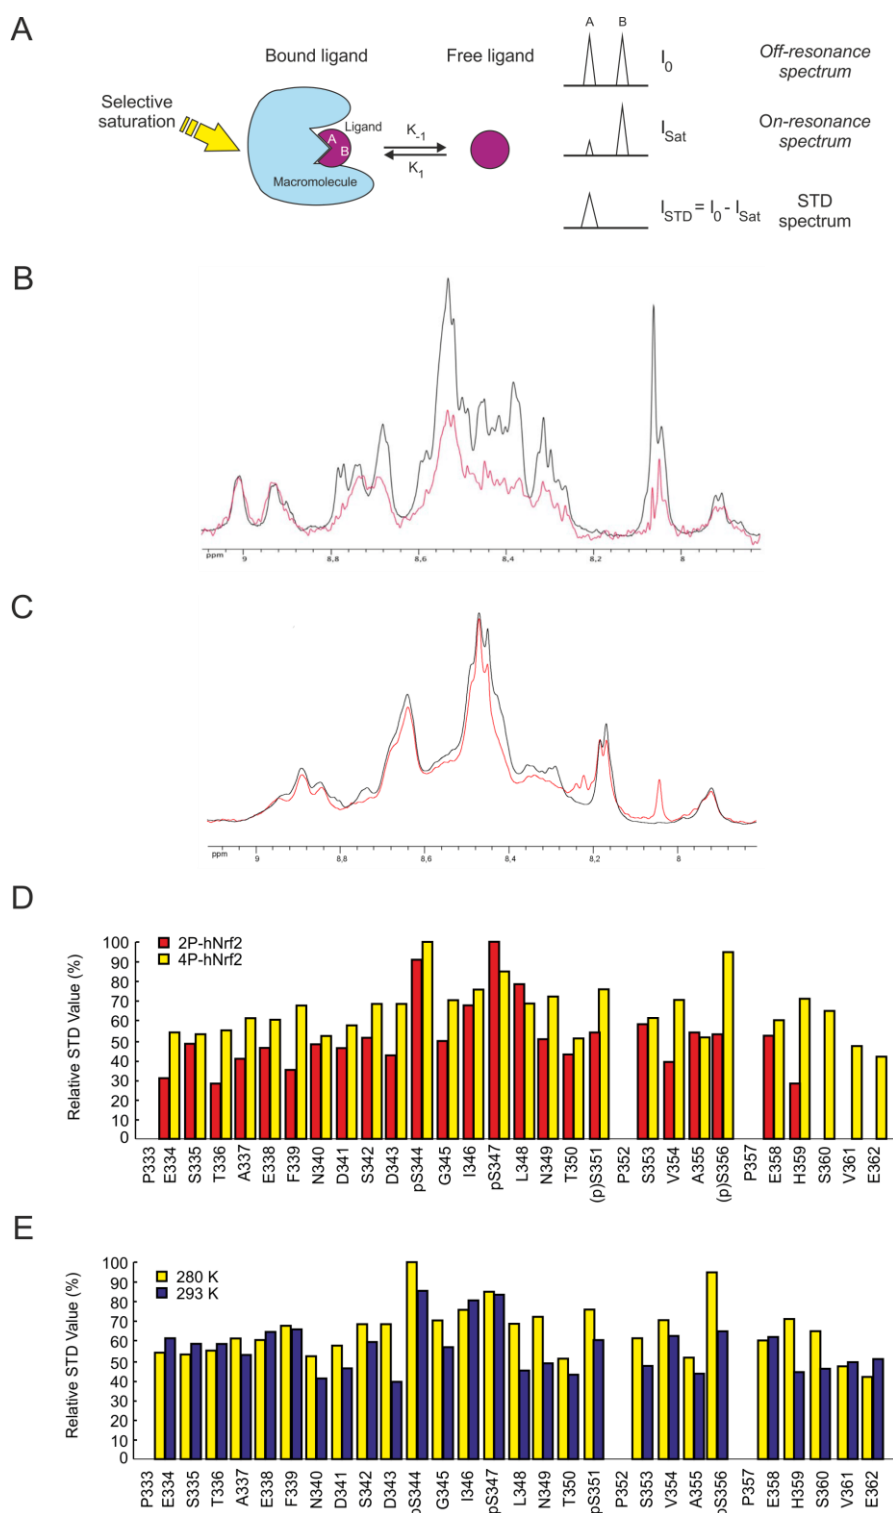 A
Bound ligand
Free ligand
Selective
saturation
Ligand
A
B
Macromolecule
K-1
K1
A B
I0
Off-resonance
spectrum
ISat
On-resonance
spectrum
ISTD = I0 - ISat
STD
spectrum
B
ppm 9 8,8 8,6 8,4 8,2 8
C
ppm 9 8,8 8,6 8,4 8,2 8
D
Relative STD Value (%)
100
90
80
70
60
50
40
30
20
10
0
2P-hNrf2
4P-hNrf2
P333 E334 S335 T336 A337 E338 F339 N340 D341 S342 D343 pS344 G345 I346 pS347 L348 N349 T350 (p)S351 P352 S353 V354 A355 (p)S356 P357 E358 H359 S360 V361 E362
E
Relative STD Value (%)
100
90
80
70
60
50
40
30
20
10
0
280 K
293 K
P333 E334 S335 T336 A337 E338 F339 N340 D341 S342 D343 pS344 G345 I346 pS347 L348 N349 T350 pS351 P352 S353 V354 A355 pS356 P357 E358 H359 S360 V361 E362